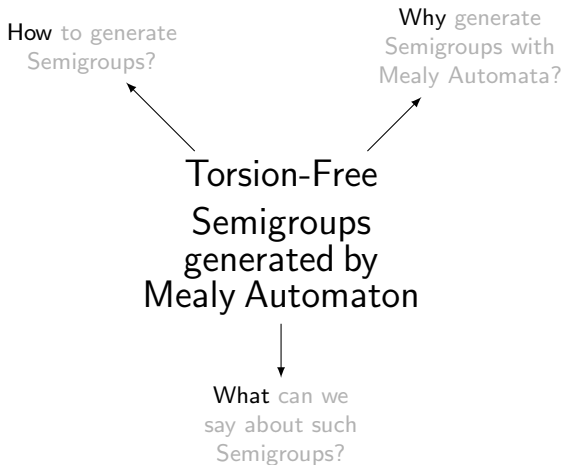 How to generate
Semigroups?
Why generate
Semigroups with
Mealy Automata?
Torsion-Free
Semigroups
generated by
Mealy Automaton
What can we
say about such
Semigroups?